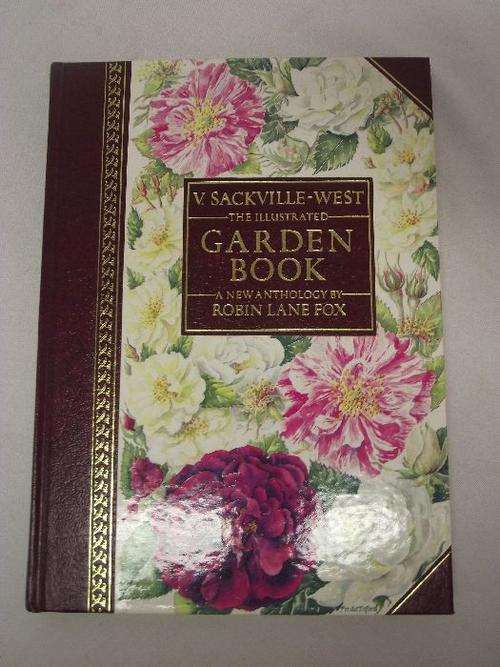 V. SACKVILLE-WEST
THE ILLUSTRATED
GARDEN
BOOK
A NEW ANTHOLOGY BY
ROBIN LANE FOX